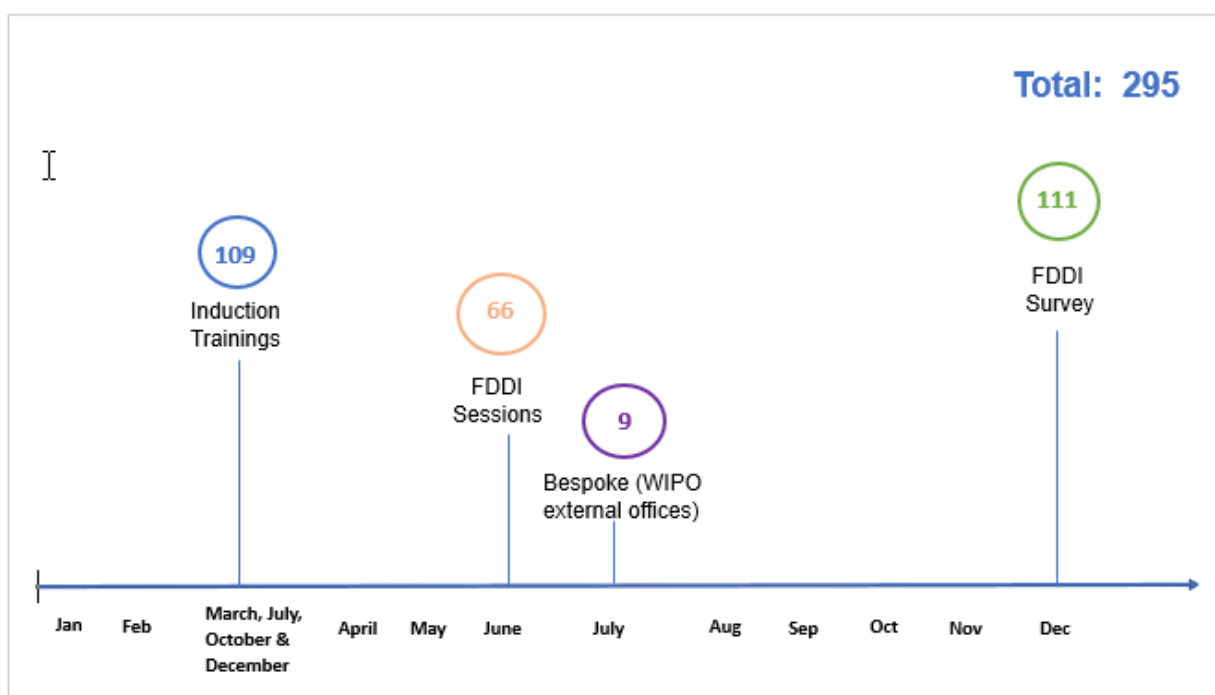 Total: 295
109
Induction
Trainings
66
FDDI
Sessions
9
Bespoke (WIPO
external offices)
111
FDDI
Survey
Jan
Feb
March, July,
October &
December
April
May
June
July
Aug
Sep
Oct
Nov
Dec